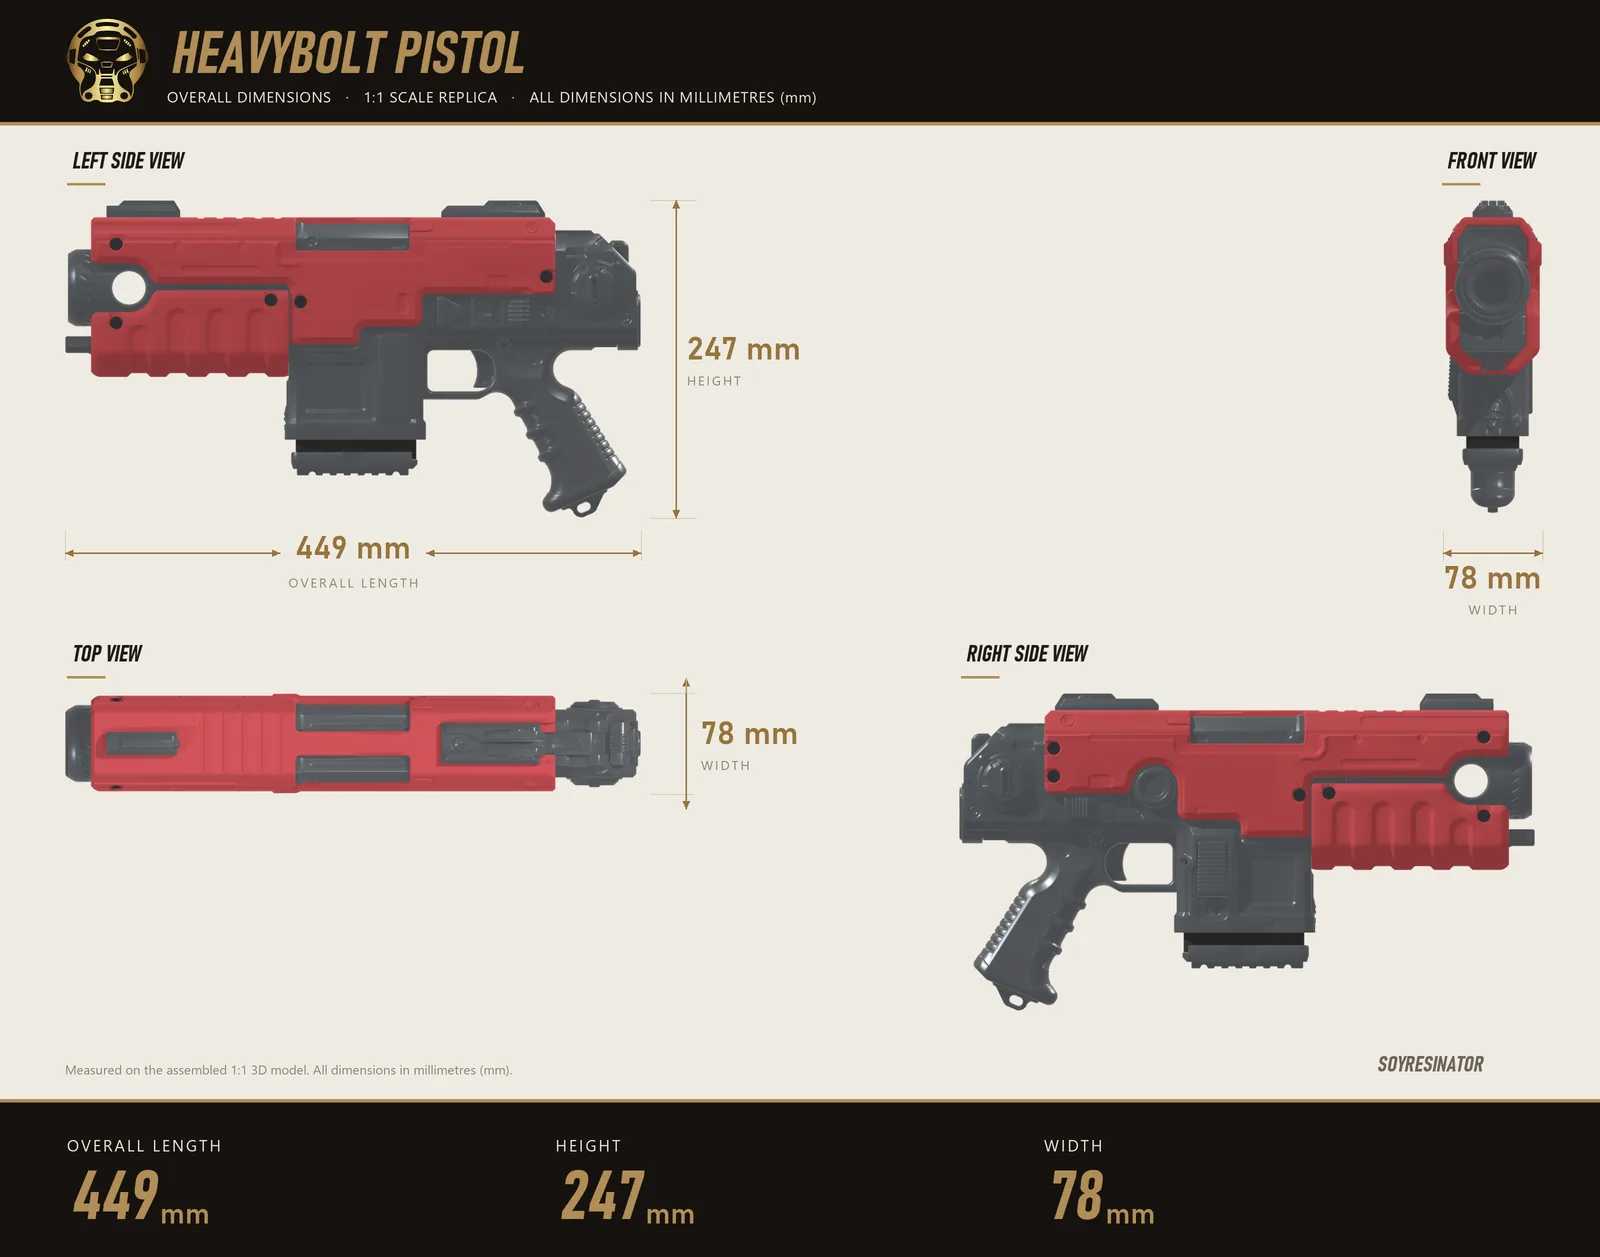 HEAVYBOLT PISTOL
OVERALL DIMENSIONS · 1:1 SCALE REPLICA · ALL DIMENSIONS IN MILLIMETRES (mm)
LEFT SIDE VIEW
FRONT VIEW
247 mm
HEIGHT
449 mm
OVERALL LENGTH
78 mm
WIDTH
TOP VIEW
RIGHT SIDE VIEW
78 mm
WIDTH
Measured on the assembled 1:1 3D model. All dimensions in millimetres (mm).
SOYRESINATOR
OVERALL LENGTH
449 mm
HEIGHT
247 mm
WIDTH
78 mm